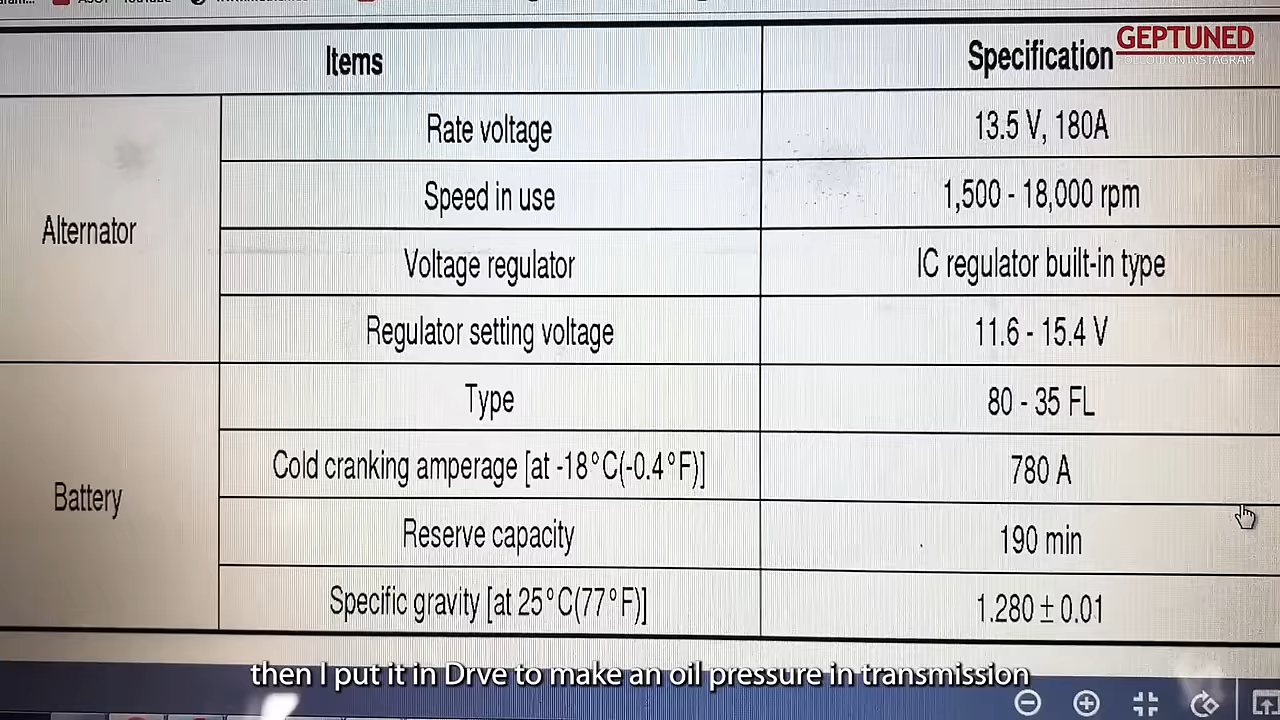 Items Specification
GEPTUNED
FOLLOW ON INSTAGRAM
Alternator
Rate voltage 13.5 V, 180A
Speed in use 1,500 - 18,000 rpm
Voltage regulator IC regulator built-in type
Regulator setting voltage 11.6 - 15.4 V
Battery
Type 80 - 35 FL
Cold cranking amperage [at -18°C(-0.4°F)] 780 A
Reserve capacity 190 min
Specific gravity [at 25°C(77°F)] 1.280 ± 0.01
then I put it in Drve to make an oil pressure in transmission